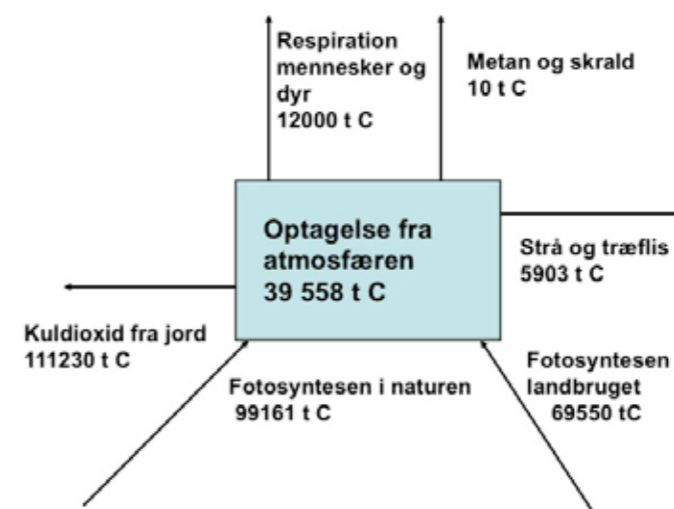 Respiration
mennesker og
dyr
12000 t C
Metan og skrald
10 t C
Optagelse fra
atmosfæren
39 558 t C
Strå og træflis
5903 t C
Kuldioxid fra jord
111230 t C
Fotosyntesen i naturen
99161 t C
Fotosyntesen
landbruget
69550 tC